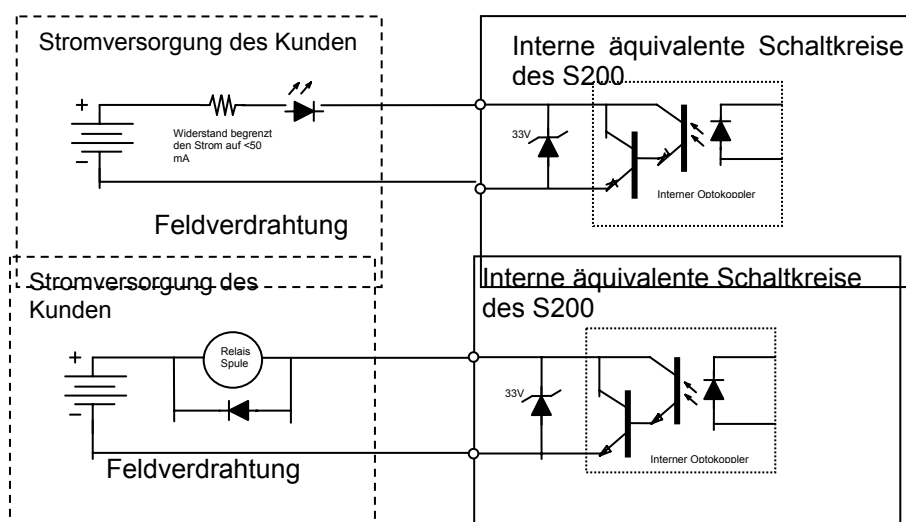 Stromversorgung des Kunden
Interne äquivalente Schaltkreise
des S200
+
Widerstand begrenzt
den Strom auf <50
mA
−
33V
Interner Optokoppler
Feldverdrahtung
Stromversorgung des
Kunden
Interne äquivalente Schaltkreise
des S200
+
Relais
Spule
−
33V
Interner Optokoppler
Feldverdrahtung